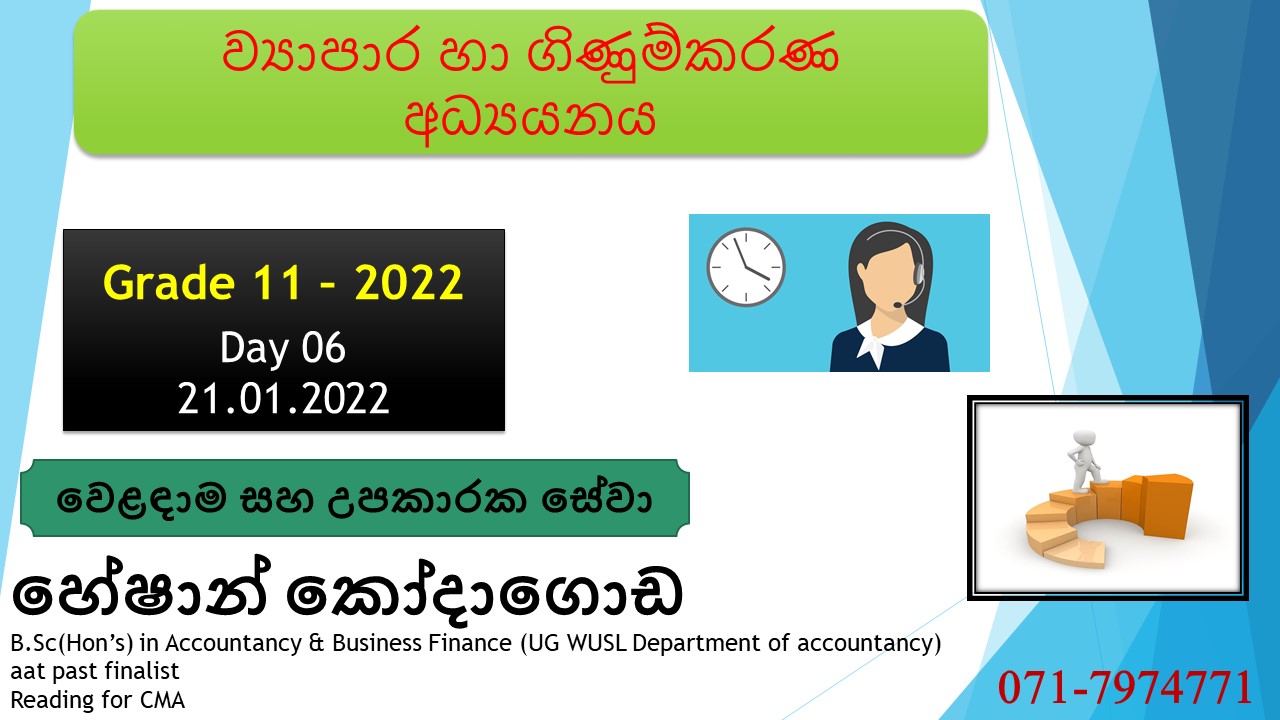 ව්‍යාපාර හා ගිණුම්කරණ
අධ්‍යයනය
Grade 11 – 2022
Day 06
21.01.2022
වෙළඳාම සහ උපකාරක සේවා
හේෂාන් කෝදාගොඩ
B.Sc(Hon’s) in Accountancy & Business Finance (UG WUSL Department of accountancy)
aat past finalist
Reading for CMA
071-7974771